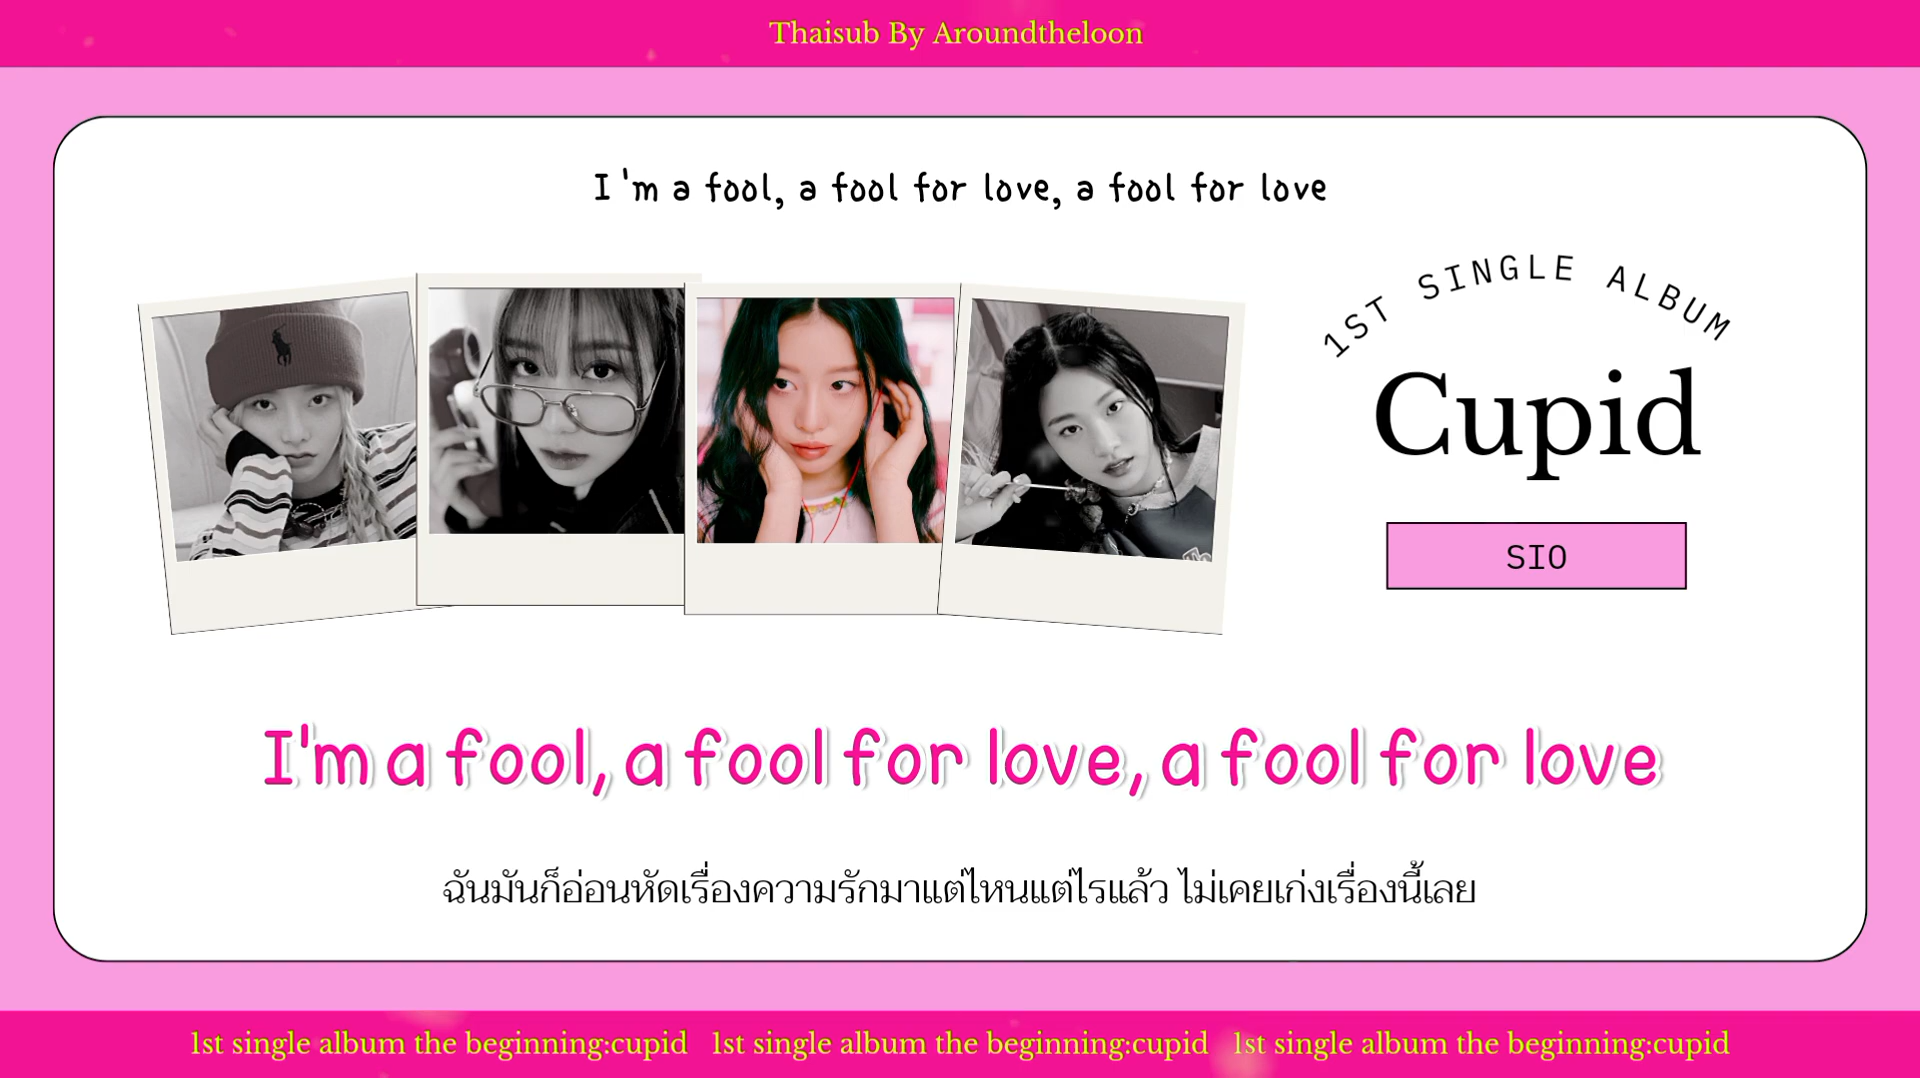 Thaisub By Aroundtheloon
I 'm a fool, a fool for love, a fool for love
1ST SINGLE ALBUM
Cupid
SIO
I'm a fool, a fool for love, a fool for love
ฉันมันก็อ่อนหัดเรื่องความรักมาแต่ไหนแต่ไรแล้ว ไม่เคยเก่งเรื่องนี้เลย
1st single album the beginning:cupid 1st single album the beginning:cupid 1st single album the beginning:cupid